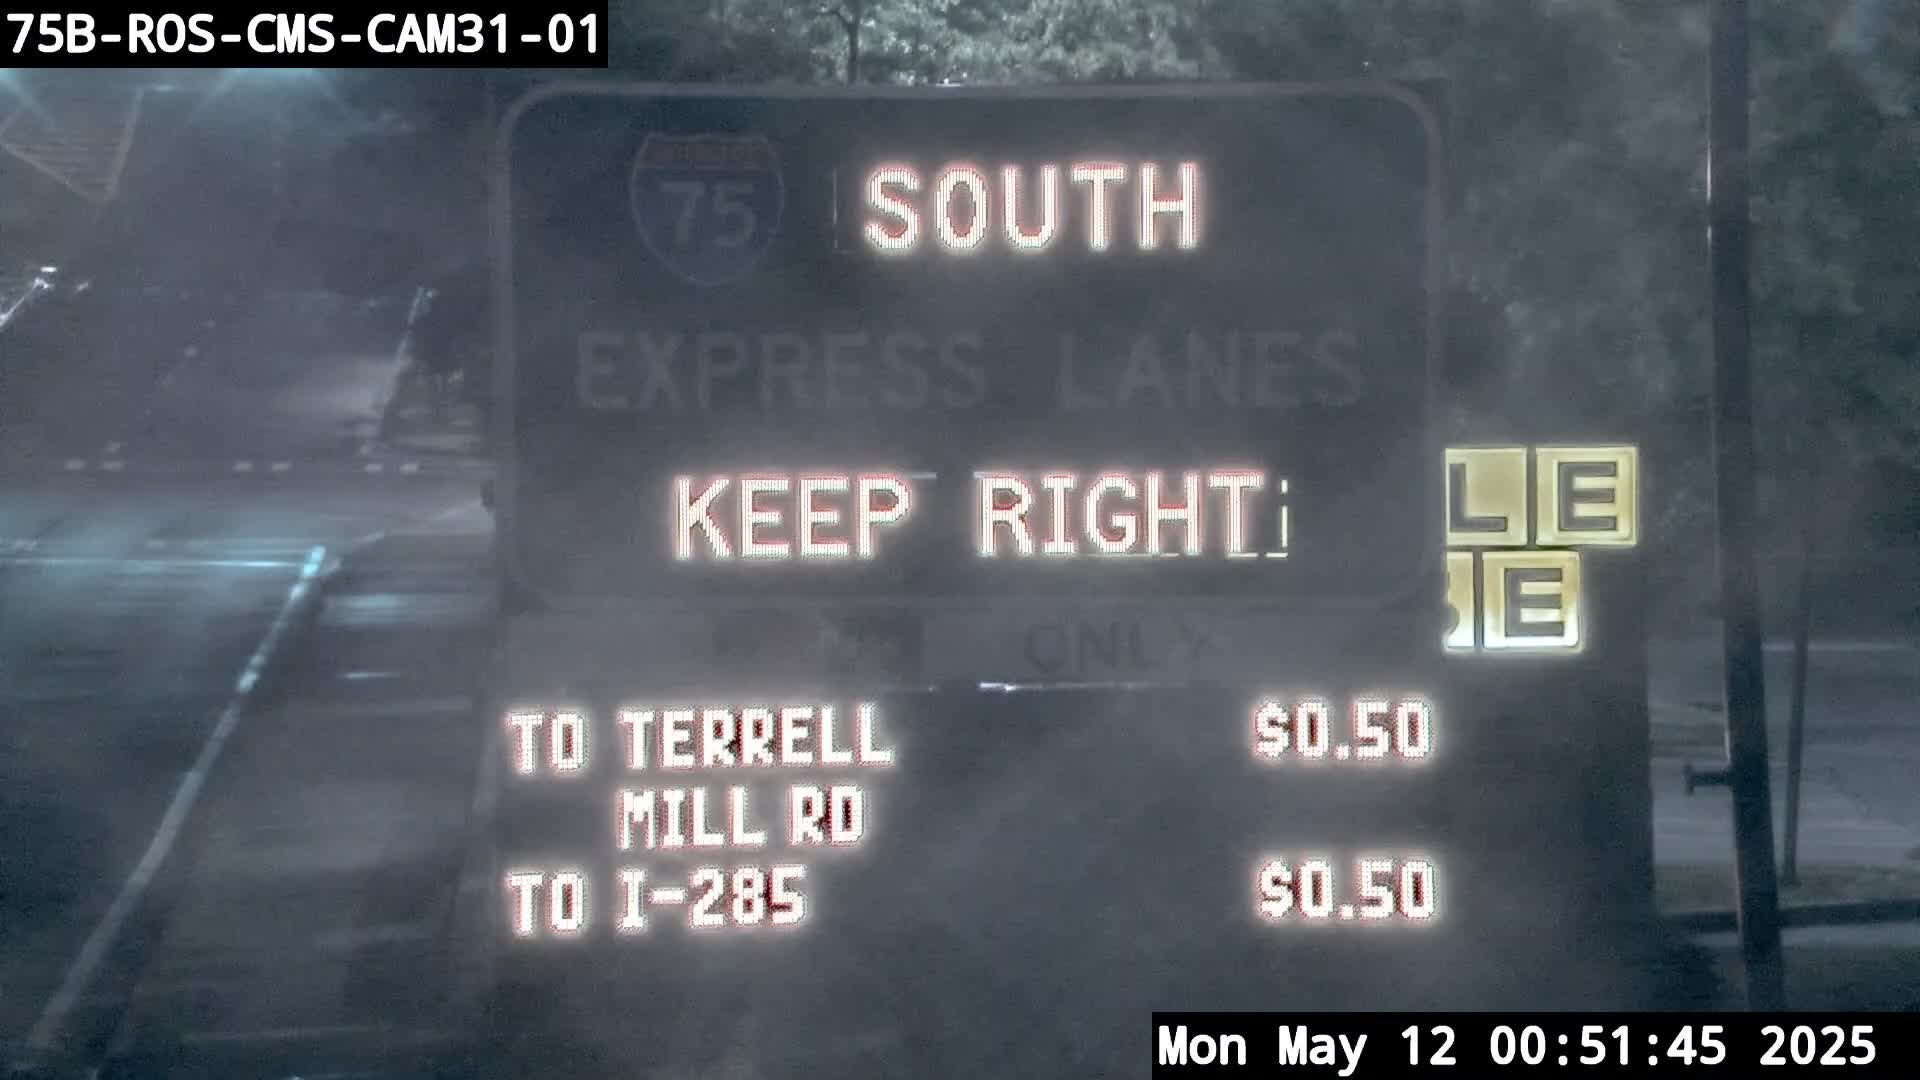 75B-ROS-CMS-CAM31-01
75 SOUTH
EXPRESS LANES
KEEP RIGHT
LE
E
ONLY
TO TERRELL $0.50
MILL RD
TO I-285 $0.50
Mon May 12 00:51:45 2025